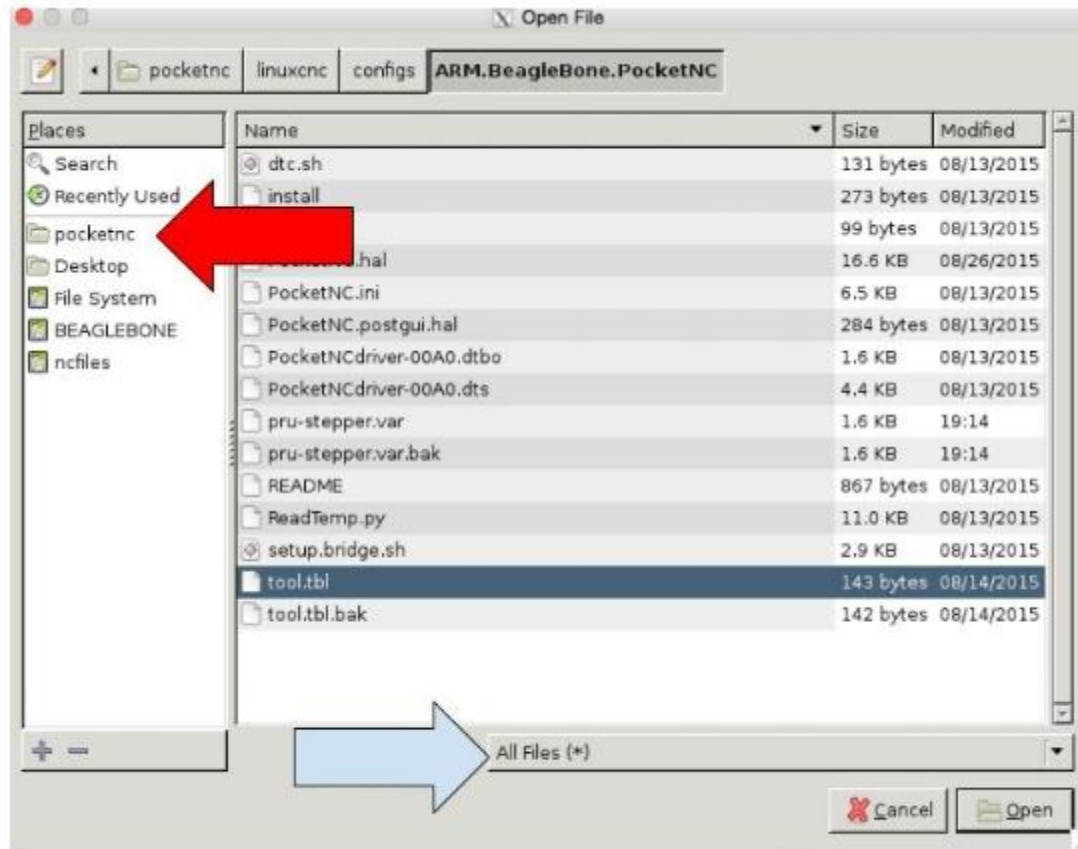 Open File
pocketnc linuxcnc configs ARM.BeagleBone.PocketNC
Places
Search
Recently Used
pocketnc
Desktop
File System
BEAGLEBONE
ncfiles
Name Size Modified
dtc.sh 131 bytes 08/13/2015
install 273 bytes 08/13/2015
99 bytes 08/13/2015
.hal 16.6 KB 08/26/2015
PocketNC.ini 6.5 KB 08/13/2015
PocketNC.postgui.hal 284 bytes 08/13/2015
PocketNCdriver-00A0.dtbo 1.6 KB 08/13/2015
PocketNCdriver-00A0.dts 4.4 KB 08/13/2015
pru-stepper.var 1.6 KB 19:14
pru-stepper.var.bak 1.6 KB 19:14
README 867 bytes 08/13/2015
ReadTemp.py 11.0 KB 08/13/2015
setup.bridge.sh 2.9 KB 08/13/2015
tool.tbl 143 bytes 08/14/2015
tool.tbl.bak 142 bytes 08/14/2015
All Files (*)
Cancel Open